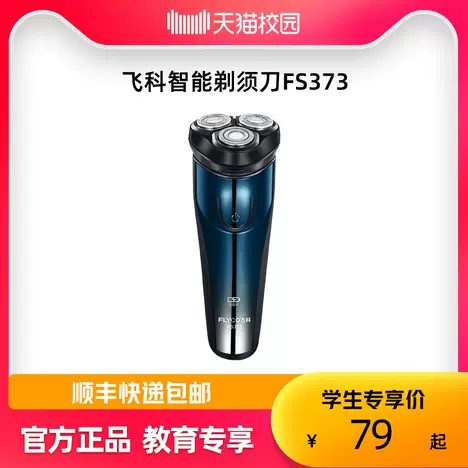 天猫校园
飞科智能剃须刀FS373
FLYCO飞科
FS373
顺丰快递包邮
学生专享价
官方正品 教育专享
¥ 79 起